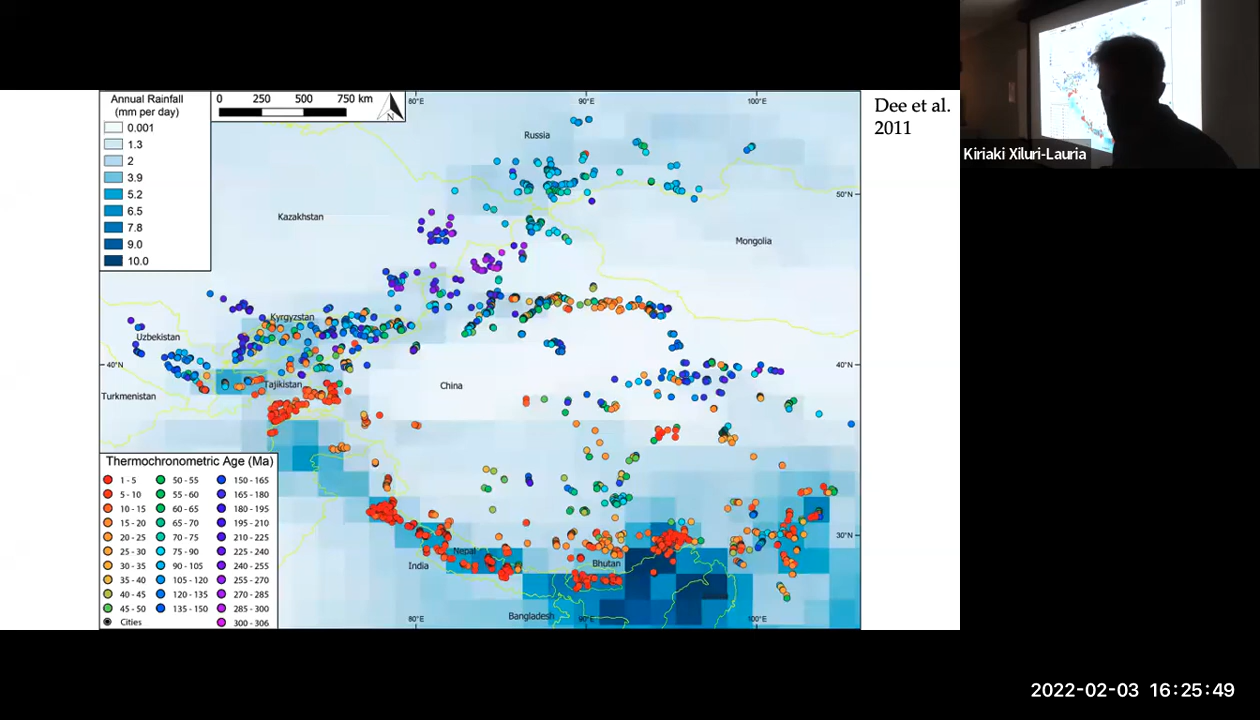 Annual Rainfall
(mm per day)
0.001
1.3
2
3.9
5.2
6.5
7.8
9.0
10.0
0 250 500 750 km
N
80°E 90°E 100°E
Dee et al.
2011
Kiriaki Xiluri-Lauria
Russia
50°N
Kazakhstan
Mongolia
Kyrgyzstan
Uzbekistan
40°N 40°N
Tajikistan
China
Turkmenistan
Thermochronometric Age (Ma)
1 - 5 50 - 55 150 - 165
5 - 10 55 - 60 165 - 180
10 - 15 60 - 65 180 - 195
15 - 20 65 - 70 195 - 210
20 - 25 70 - 75 210 - 225
25 - 30 75 - 90 225 - 240
30 - 35 90 - 105 240 - 255
35 - 40 105 - 120 255 - 270
40 - 45 120 - 135 270 - 285
45 - 50 135 - 150 285 - 300
Cities 300 - 306
30°N
Nepal
India
Bhutan
Bangladesh
80°E 90°E 100°E
2022-02-03 16:25:49